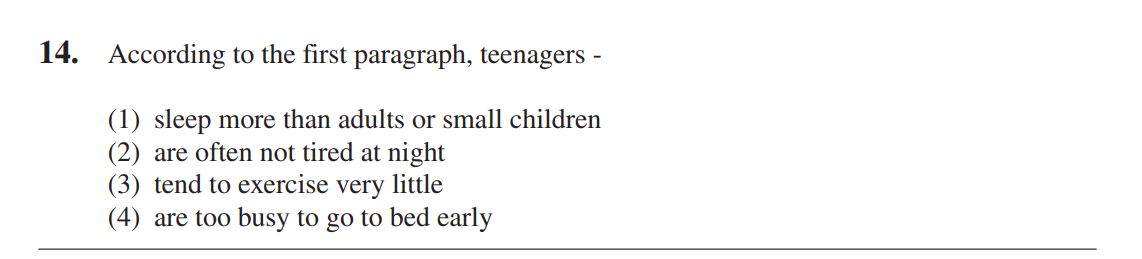 14. According to the first paragraph, teenagers -
(1) sleep more than adults or small children
(2) are often not tired at night
(3) tend to exercise very little
(4) are too busy to go to bed early